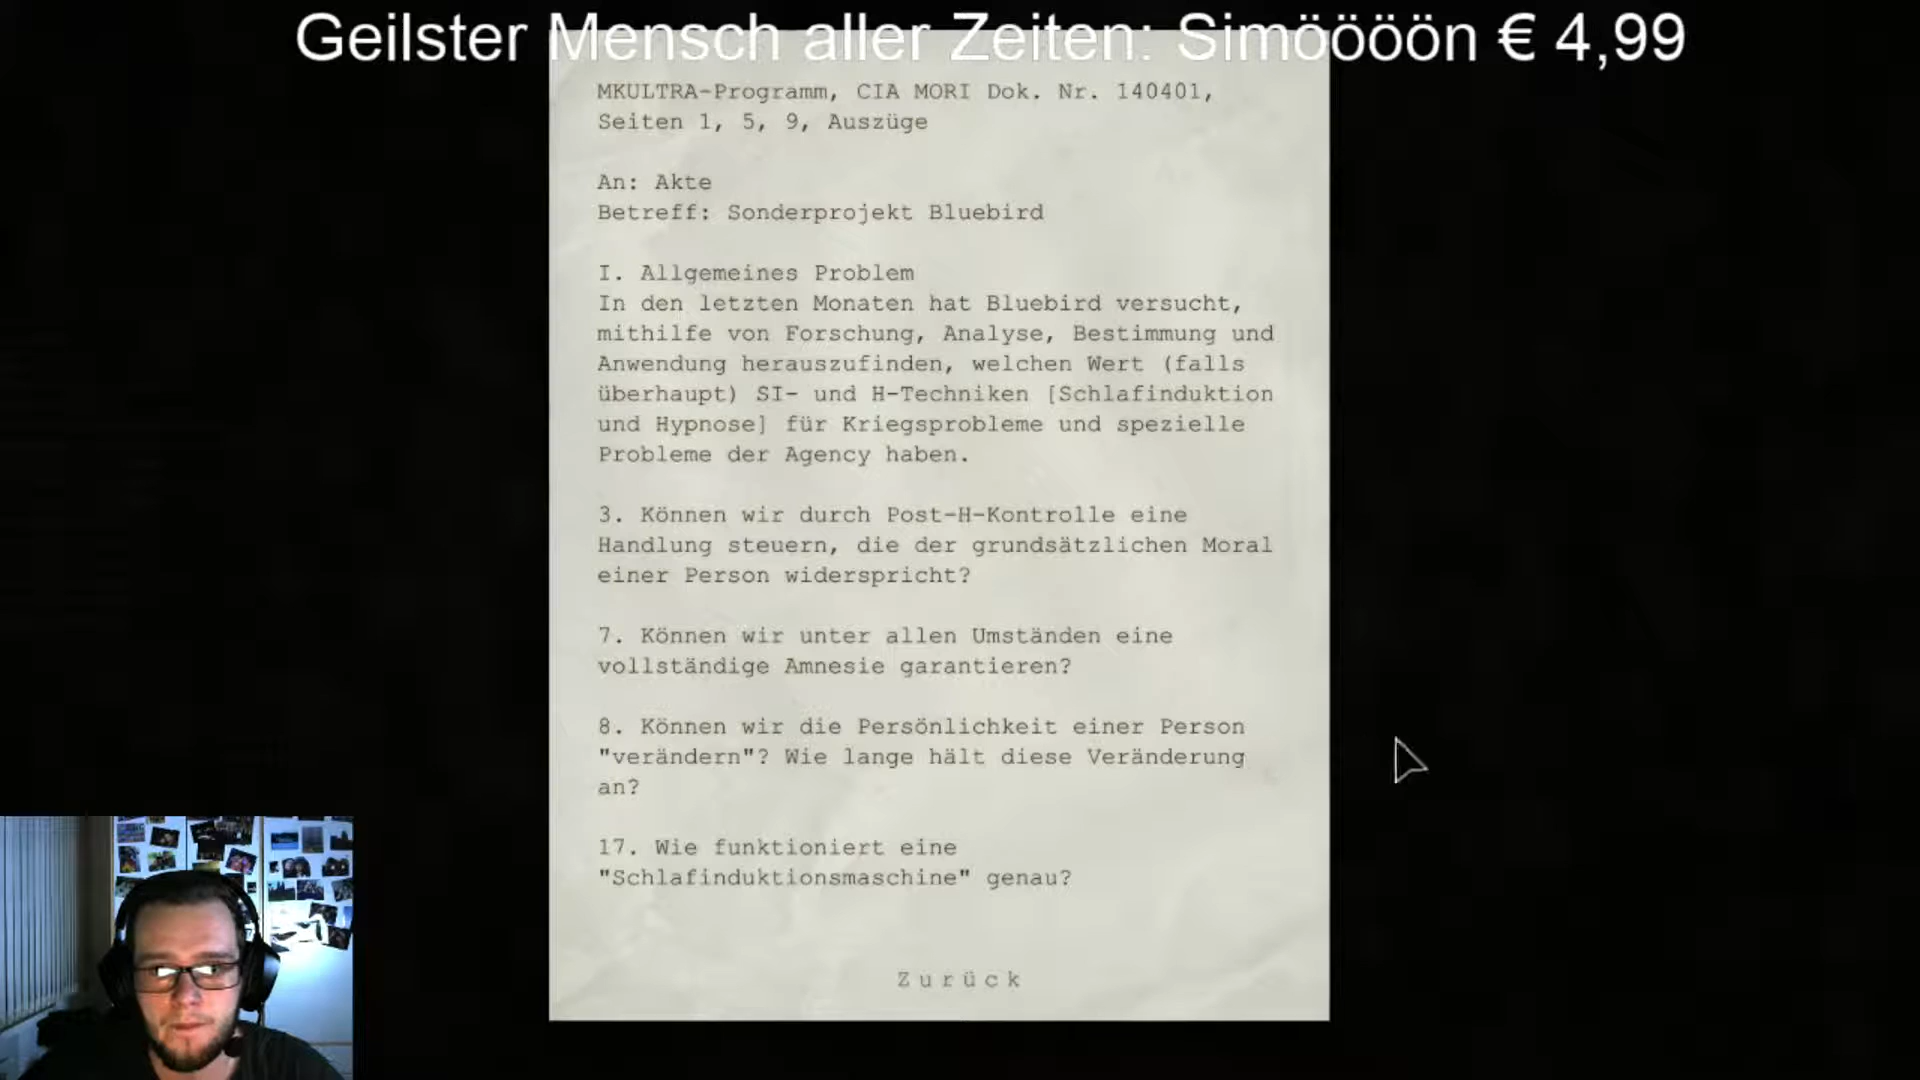 Geilster Mensch aller Zeiten: Simööööön € 4,99
MKULTRA-Programm, CIA MORI Dok. Nr. 140401,
Seiten 1, 5, 9, Auszüge
An: Akte
Betreff: Sonderprojekt Bluebird
I. Allgemeines Problem
In den letzten Monaten hat Bluebird versucht,
mithilfe von Forschung, Analyse, Bestimmung und
Anwendung herauszufinden, welchen Wert (falls
überhaupt) SI- und H-Techniken [Schlafinduktion
und Hypnose] für Kriegsprobleme und spezielle
Probleme der Agency haben.
3. Können wir durch Post-H-Kontrolle eine
Handlung steuern, die der grundsätzlichen Moral
einer Person widerspricht?
7. Können wir unter allen Umständen eine
vollständige Amnesie garantieren?
8. Können wir die Persönlichkeit einer Person
"verändern"? Wie lange hält diese Veränderung
an?
17. Wie funktioniert eine
"Schlafinduktionsmaschine" genau?
Zurück